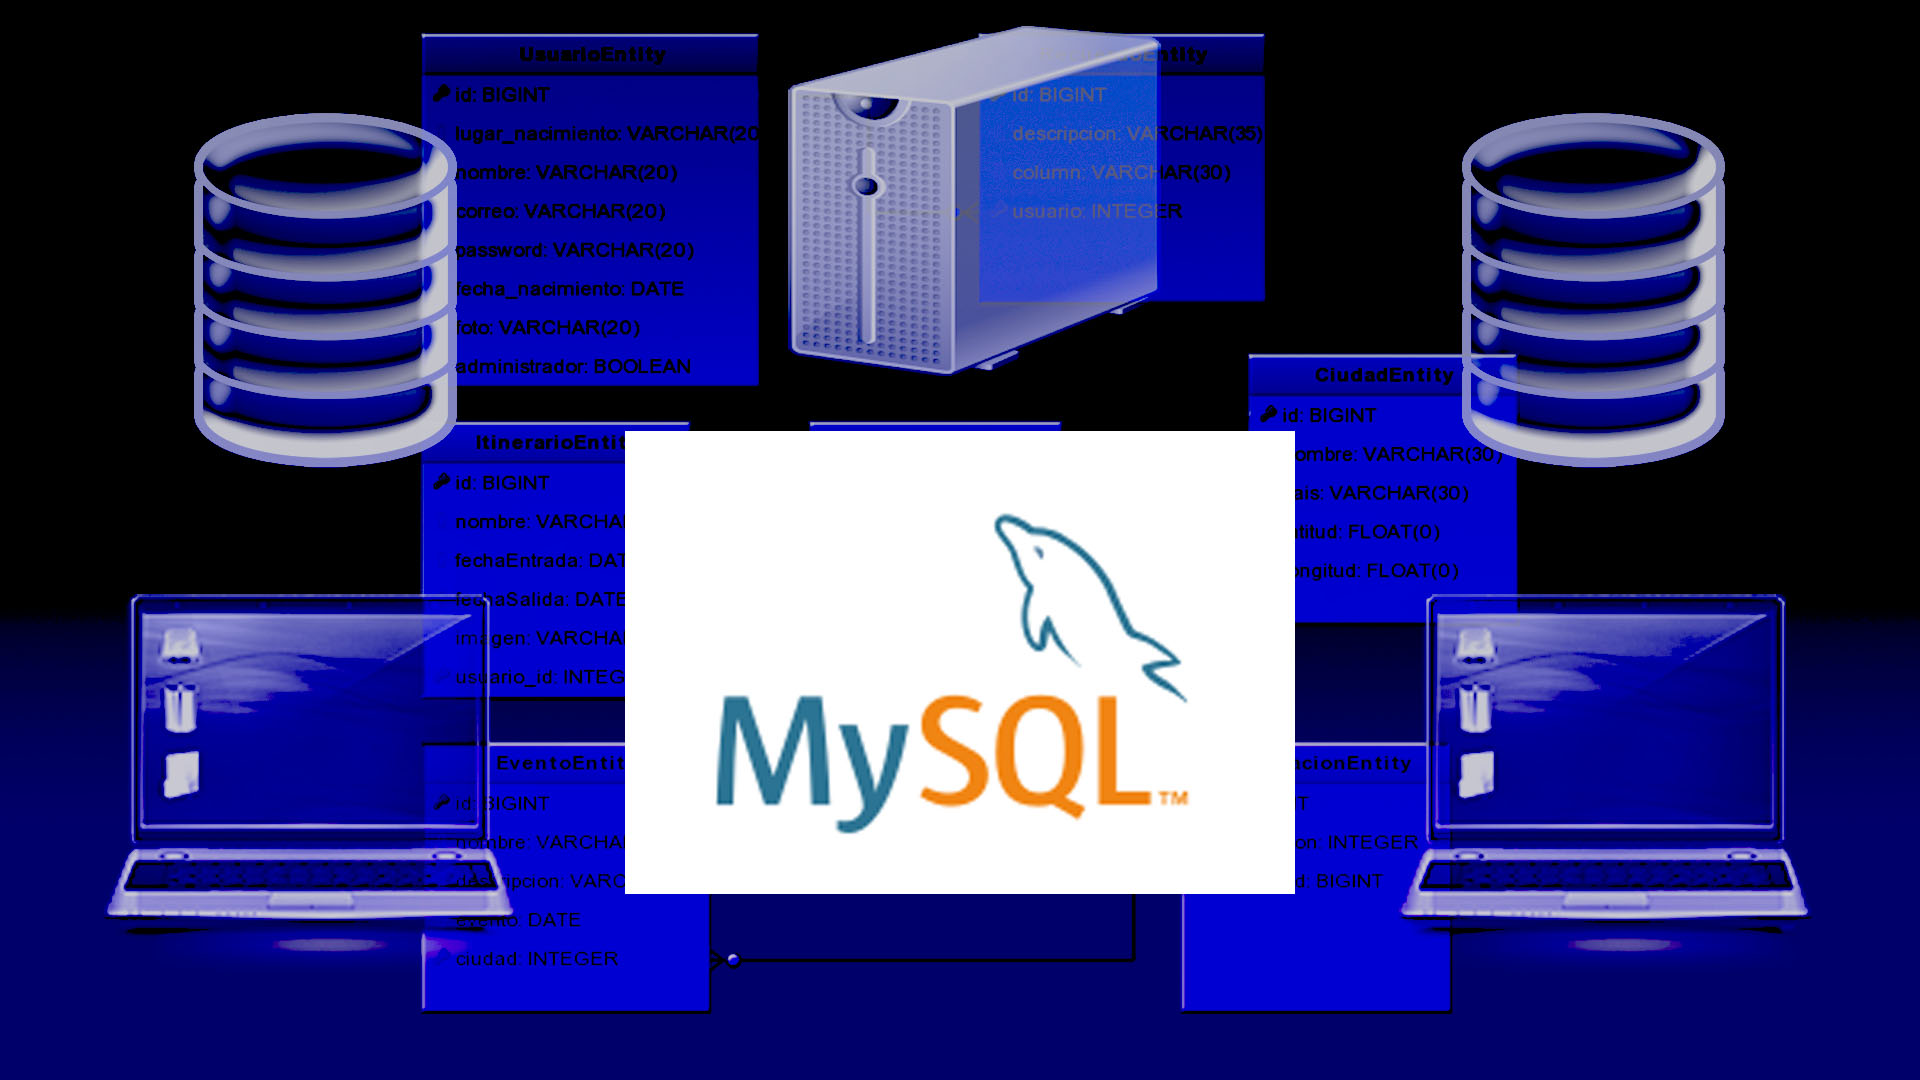 UsuarioEntity
id: BIGINT
lugar_nacimiento: VARCHAR(20
nombre: VARCHAR(20)
correo: VARCHAR(20)
password: VARCHAR(20)
fecha_nacimiento: DATE
foto: VARCHAR(20)
administrador: BOOLEAN
ntity
id: BIGINT
descripcion: VARCHAR(35)
column: VARCHAR(30)
usuario: INTEGER
CiudadEntity
id: BIGINT
ombre: VARCHAR(30)
ais: VARCHAR(30)
titud: FLOAT(0)
ongitud: FLOAT(0)
ItinerarioEntit
id: BIGINT
nombre: VARCHA
fechaEntrada: DAT
fechaSalida: DATE
imagen: VARCHA
usuario_id: INTEG
MySQL™
EventoEntit
id: BIGINT
nombre: VARCHA
descripcion: VARC
evento: DATE
ciudad: INTEGER
acionEntity
T
on: INTEGER
d: BIGINT